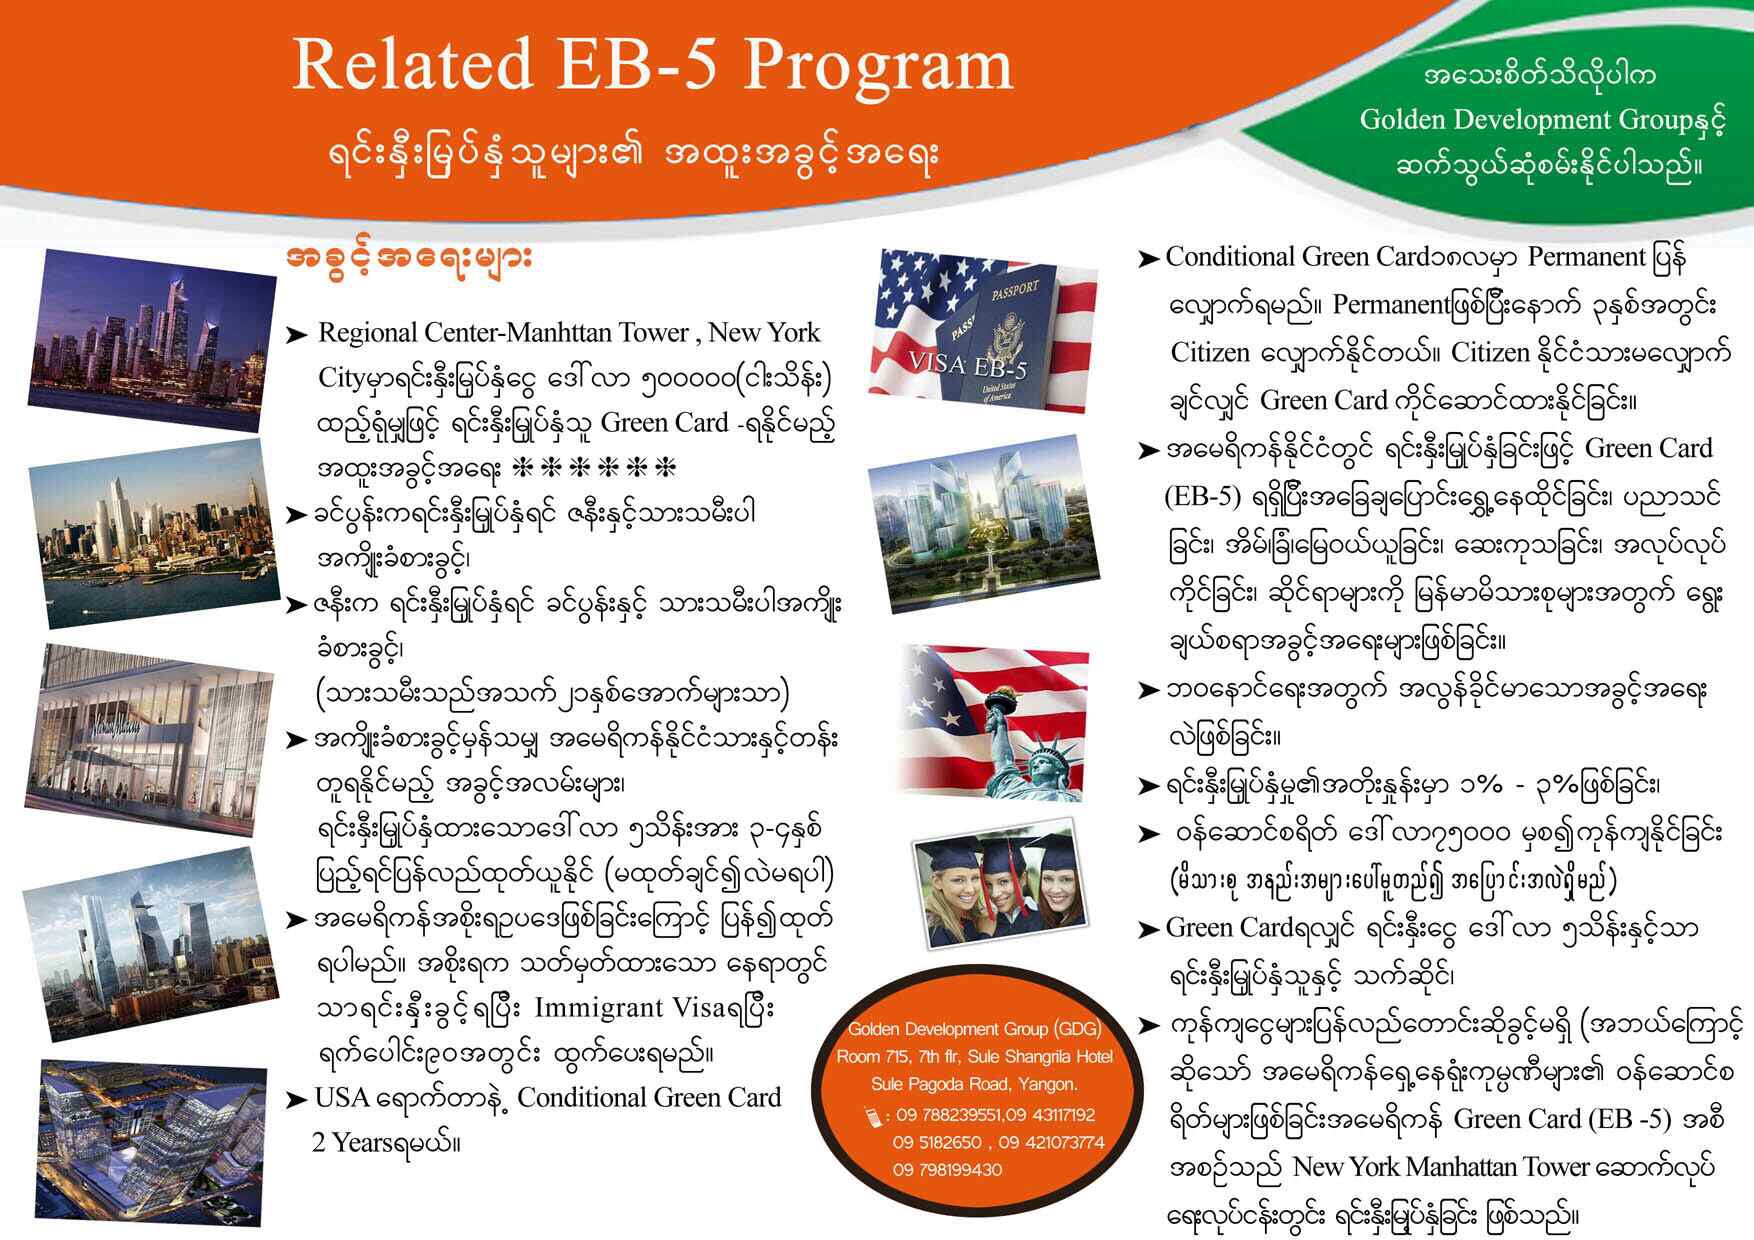 Related EB-5 Program
ရင်းနှီးမြှပ်နှံသူများ၏ အထူးအခွင့်အရေး
အသေးစိတ်သိလိုပါက
Golden Development Groupနှင့်
ဆက်သွယ်ဆုံစမ်းနိုင်ပါသည်။
အခွင့်အရေးများ
➤ Regional Center-Manhttan Tower , New York
Cityမှာရင်းနှီးမြှပ်နှံငွေ ဒေါ်လာ ၅၀၀၀၀၀(ငါးသိန်း)
ထည့်ရုံမျှဖြင့် ရင်းနှီးမြှုပ်နှံသူ Green Card -ရနိုင်မည့်
အထူးအခွင့်အရေး ❇ ❇ ❇ ❇ ❇ ❇
➤ ခင်ပွန်းကရင်းနှီးမြှုပ်နှံရင် ဇနီးနှင့်သားသမီးပါ
အကျိုးခံစားခွင့်၊
➤ ဇနီးက ရင်းနှီးမြှုပ်နှံရင် ခင်ပွန်းနှင့် သားသမီးပါအကျိုး
ခံစားခွင့်၊
(သားသမီးသည်အသက်၂၁နှစ်အောက်များသာ)
➤ အကျိုးခံစားခွင့်မှန်သမျှ အမေရိကန်နိုင်ငံသားနှင့်တန်း
တူရနိုင်မည့် အခွင့်အလမ်းများ၊
ရင်းနှီးမြှုပ်နှံထားသောဒေါ်လာ ၅သိန်းအား ၃-၄နှစ်
ပြည့်ရင်ပြန်လည်ထုတ်ယူနိုင် (မထုတ်ချင်၍လဲမရပါ)
➤ အမေရိကန်အစိုးရဥပဒေဖြစ်ခြင်းကြောင့် ပြန်၍ထုတ်
ရပါမည်။ အစိုးရက သတ်မှတ်ထားသော နေရာတွင်
သာရင်းနှီးခွင့်ရပြီး Immigrant Visaရပြီး
ရက်ပေါင်း၉၀အတွင်း ထွက်ပေးရမည်။
➤ USA ရောက်တာနဲ့ Conditional Green Card
2 Yearsရမယ်။
Neiman Marcus
PASSPORT
VISA EB-5
United States
of America
➤ Conditional Green Card၁၈လမှာ Permanent ပြန်
လျှောက်ရမည်။ Permanentဖြစ်ပြီးနောက် ၃နှစ်အတွင်း
Citizen လျှောက်နိုင်တယ်။ Citizen နိုင်ငံသားမလျှောက်
ချင်လျှင် Green Card ကိုင်ဆောင်ထားနိုင်ခြင်း။
➤ အမေရိကန်နိုင်ငံတွင် ရင်းနှီးမြှုပ်နှံခြင်းဖြင့် Green Card
(EB-5) ရရှိပြီးအခြေချပြောင်းရွှေ့နေထိုင်ခြင်း၊ ပညာသင်
ခြင်း၊ အိမ်၊ခြံ၊မြေဝယ်ယူခြင်း၊ ဆေးကုသခြင်း၊ အလုပ်လုပ်
ကိုင်ခြင်း၊ ဆိုင်ရာများကို မြန်မာမိသားစုများအတွက် ရွေး
ချယ်စရာအခွင့်အရေးများဖြစ်ခြင်း။
➤ ဘဝနောင်ရေးအတွက် အလွန်ခိုင်မာသောအခွင့်အရေး
လဲဖြစ်ခြင်း။
➤ ရင်းနှီးမြှုပ်နှံမှု၏အတိုးနှုန်းမှာ ၁% - ၃%ဖြစ်ခြင်း၊
➤ ဝန်ဆောင်စရိတ် ဒေါ်လာ၇၅၀၀၀ မှစ၍ကုန်ကျနိုင်ခြင်း
(မိသားစု အနည်းအများပေါ်မူတည်၍ အပြောင်းအလဲရှိမည်)
➤ Green Cardရလျှင် ရင်းနှီးငွေ ဒေါ်လာ ၅သိန်းနှင့်သာ
ရင်းနှီးမြှုပ်နှံသူနှင့် သက်ဆိုင်၊
➤ ကုန်ကျငွေများပြန်လည်တောင်းဆိုခွင့်မရှိ (အဘယ်ကြောင့်
ဆိုသော် အမေရိကန်ရှေ့နေရုံးကုမ္ပဏီများ၏ ဝန်ဆောင်စ
ရိတ်များဖြစ်ခြင်းအမေရိကန် Green Card (EB -5) အစီ
အစဉ်သည် New York Manhattan Tower ဆောက်လုပ်
ရေးလုပ်ငန်းတွင်း ရင်းနှီးမြှုပ်နှံခြင်း ဖြစ်သည်။
Golden Development Group (GDG)
Room 715, 7th flr, Sule Shangrila Hotel
Sule Pagoda Road, Yangon.
: 09 788239551,09 43117192
09 5182650 , 09 421073774
09 798199430